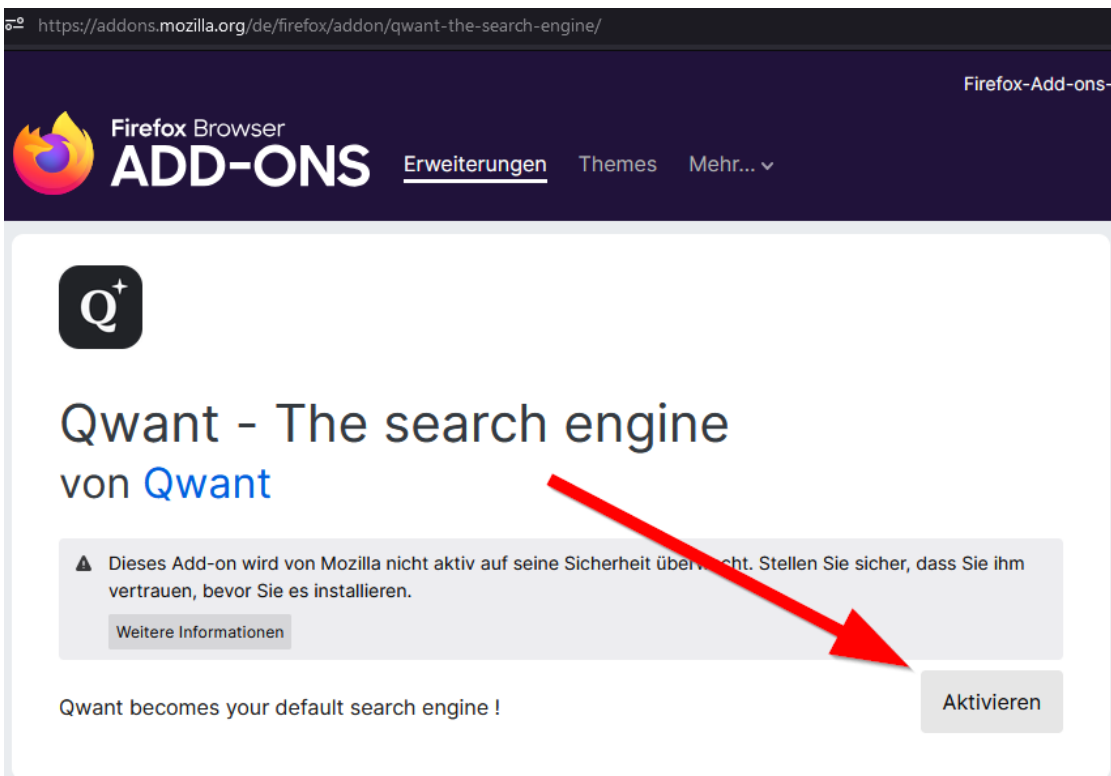 https://addons.mozilla.org/de/firefox/addon/qwant-the-search-engine/
Firefox-Add-ons-
Firefox Browser
ADD-ONS
Erweiterungen Themes Mehr...
Q+
Qwant - The search engine
von Qwant
Dieses Add-on wird von Mozilla nicht aktiv auf seine Sicherheit überwacht. Stellen Sie sicher, dass Sie ihm
vertrauen, bevor Sie es installieren.
Weitere Informationen
Qwant becomes your default search engine !
Aktivieren